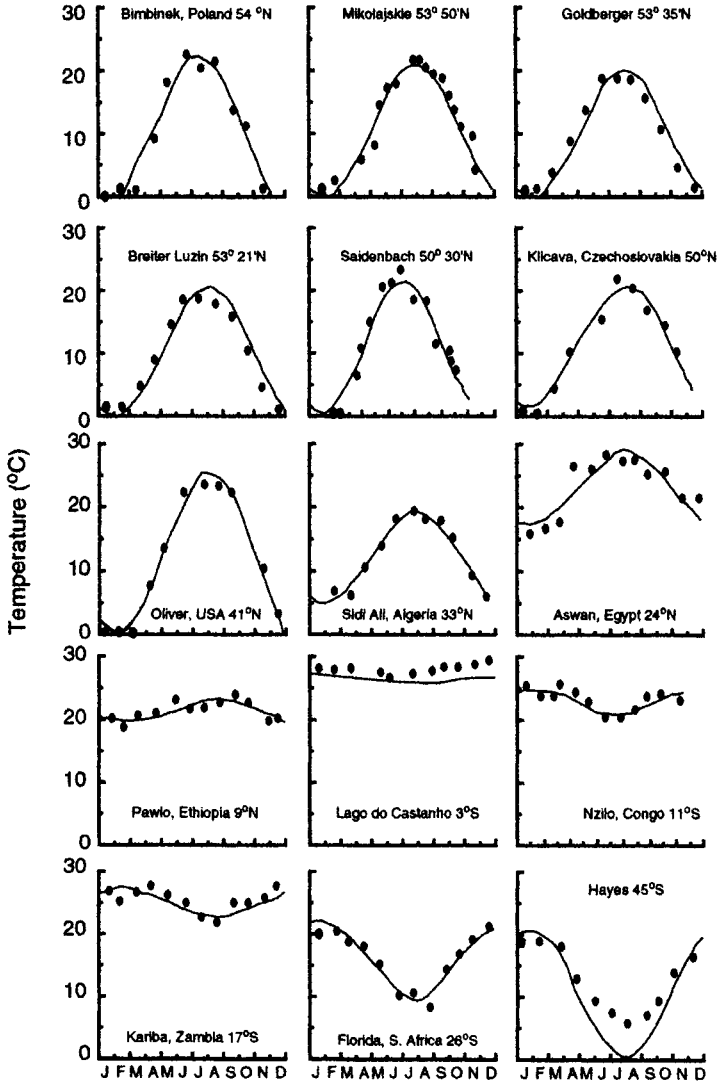 Bimbinek, Poland 54 °N
Mikolajskie 53° 50'N
Goldberger 53° 35'N
30
20
10
0
Breiter Luzin 53° 21'N
Saidenbach 50° 30'N
Klicava, Czechoslovakia 50°N
30
20
10
0
Temperature (°C)
30
20
10
0
Oliver, USA 41°N
Sidi Ali, Algeria 33°N
Aswan, Egypt 24°N
30
20
10
0
Pawlo, Ethiopia 9°N
Lago do Castanho 3°S
Nzilo, Congo 11°S
30
20
10
0
Kariba, Zambia 17°S
Florida, S. Africa 26°S
Hayes 45°S
J F M A M J J A S O N D
J F M A M J J A S O N D
J F M A M J J A S O N D